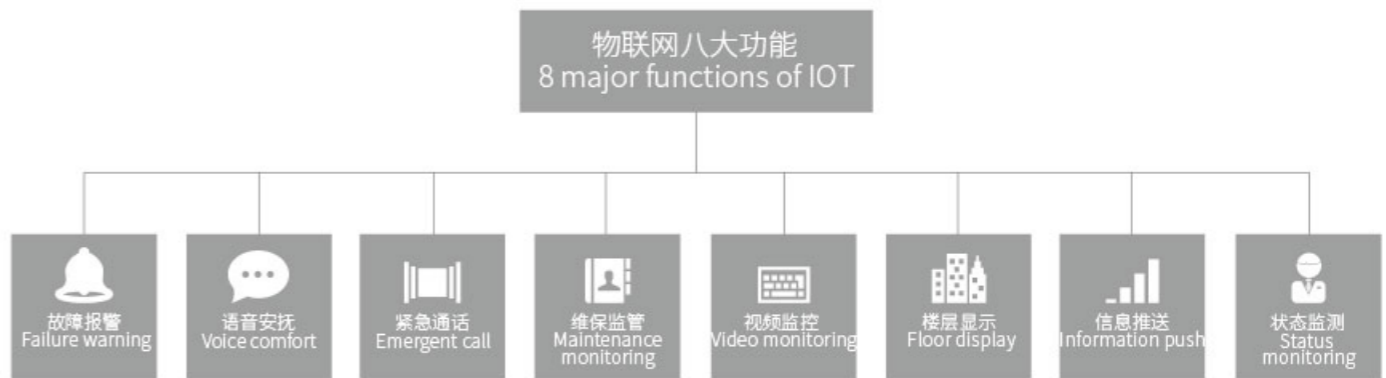 物联网八大功能
8 major functions of IOT
故障报警
Failure warning
语音安抚
Voice comfort
紧急通话
Emergent call
维保监管
Maintenance
monitoring
视频监控
Video monitoring
楼层显示
Floor display
信息推送
Information push
状态监测
Status
monitoring